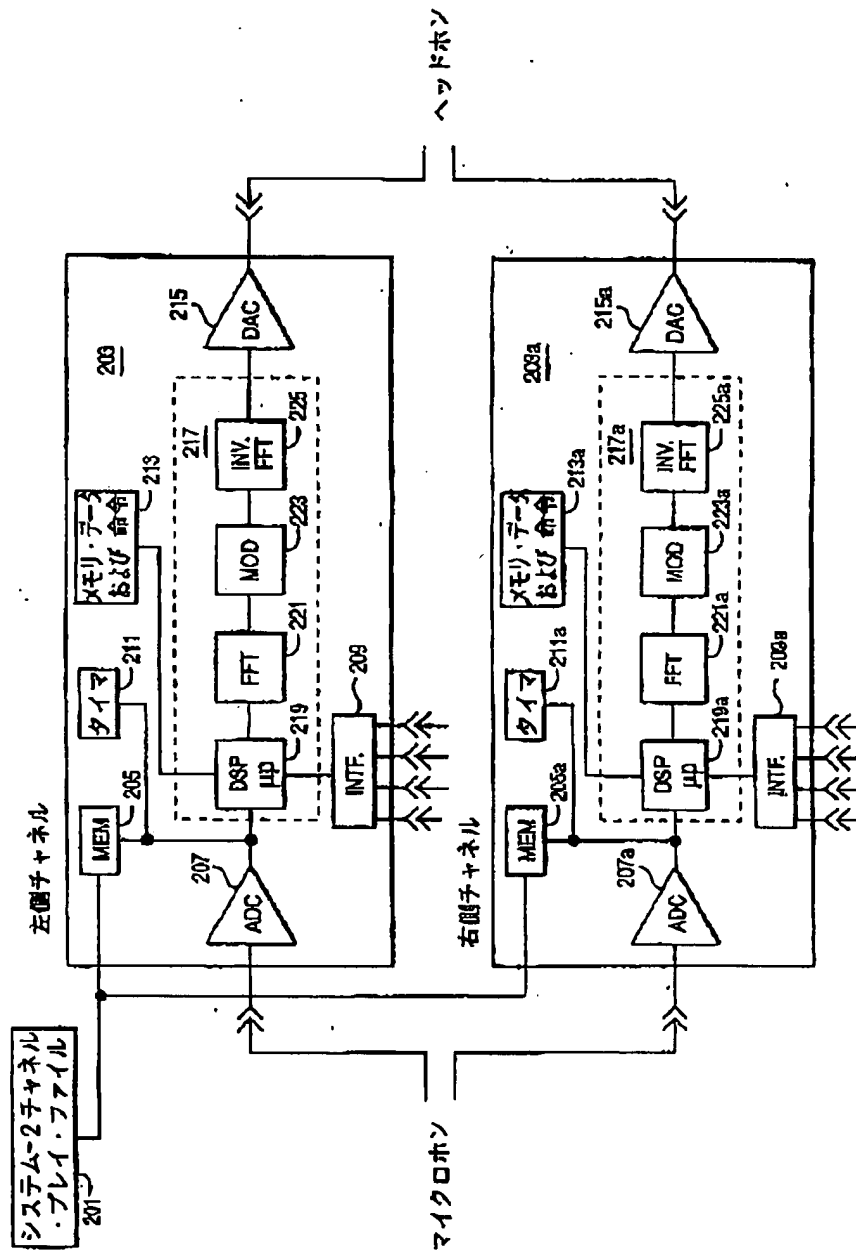 システム-2チャネル
・プレイ・ファイル
201
左側チャネル
203
MEM
205
タイマ
211
メモリ・データ
および 命令
213
ADC
207
217
DSP
μp
219
FFT
221
MOD
223
INV.
FFT
225
DAC
215
INTF.
209
マイクロホン
ヘッドホン
右側チャネル
203a
MEM
205a
タイマ
211a
メモリ・データ
および 命令
213a
ADC
207a
217a
DSP
μp
219a
FFT
221a
MOD
223a
INV.
FFT
225a
DAC
215a
INTF.
209a